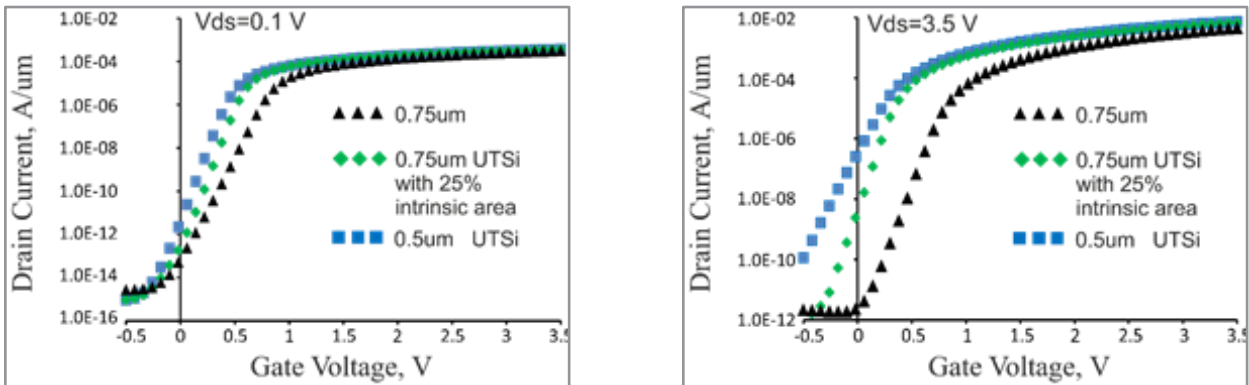 Vds=0.1 V
Drain Current, A/um
1.0E-02
1.0E-04
1.0E-06
1.0E-08
1.0E-10
1.0E-12
1.0E-14
1.0E-16
0.75um
0.75um UTSi
with 25%
intrinsic area
0.5um UTSi
-0.5 0 0.5 1 1.5 2 2.5 3 3.5
Gate Voltage, V
Vds=3.5 V
Drain Current, A/um
1.0E-02
1.0E-04
1.0E-06
1.0E-08
1.0E-10
1.0E-12
0.75um
0.75um UTSi
with 25%
intrinsic area
0.5um UTSi
-0.5 0 0.5 1 1.5 2 2.5 3 3.5
Gate Voltage, V